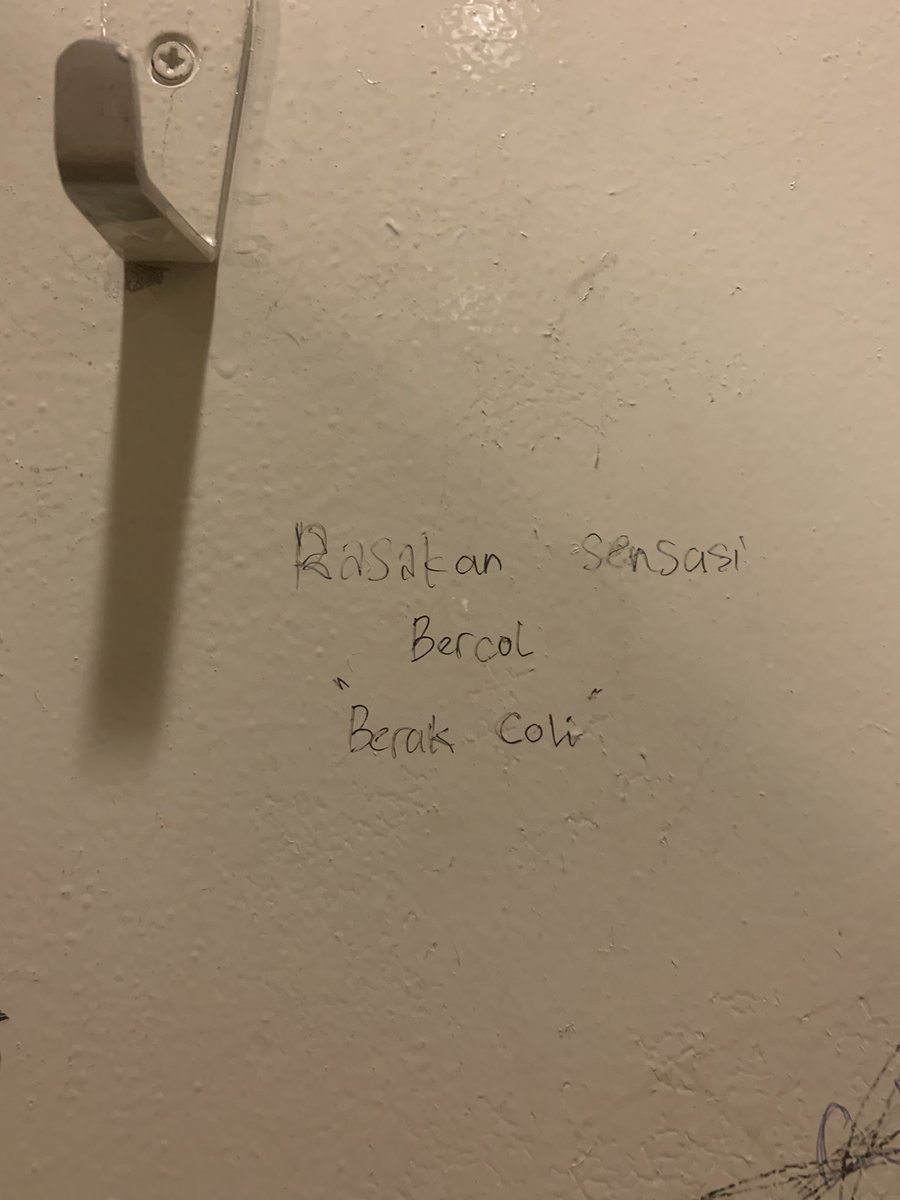 Rasakan sensasi
Bercol
"Berak Coli"